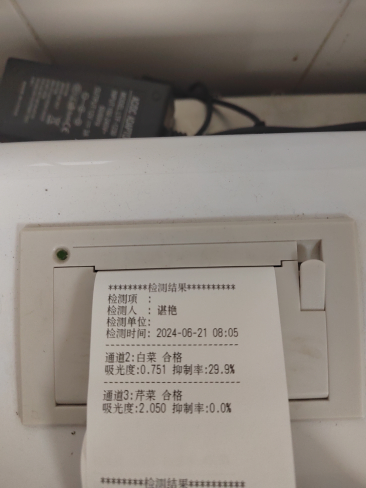 ********检测结果**********
检测项  :
检测人  : 谌艳
检测单位:
检测时间: 2024-06-21 08:05
--------------------------
通道2:白菜 合格
吸光度:0.751 抑制率:29.9%
--------------------------
通道3:芹菜 合格
吸光度:2.050 抑制率:0.0%
********检测结果**********